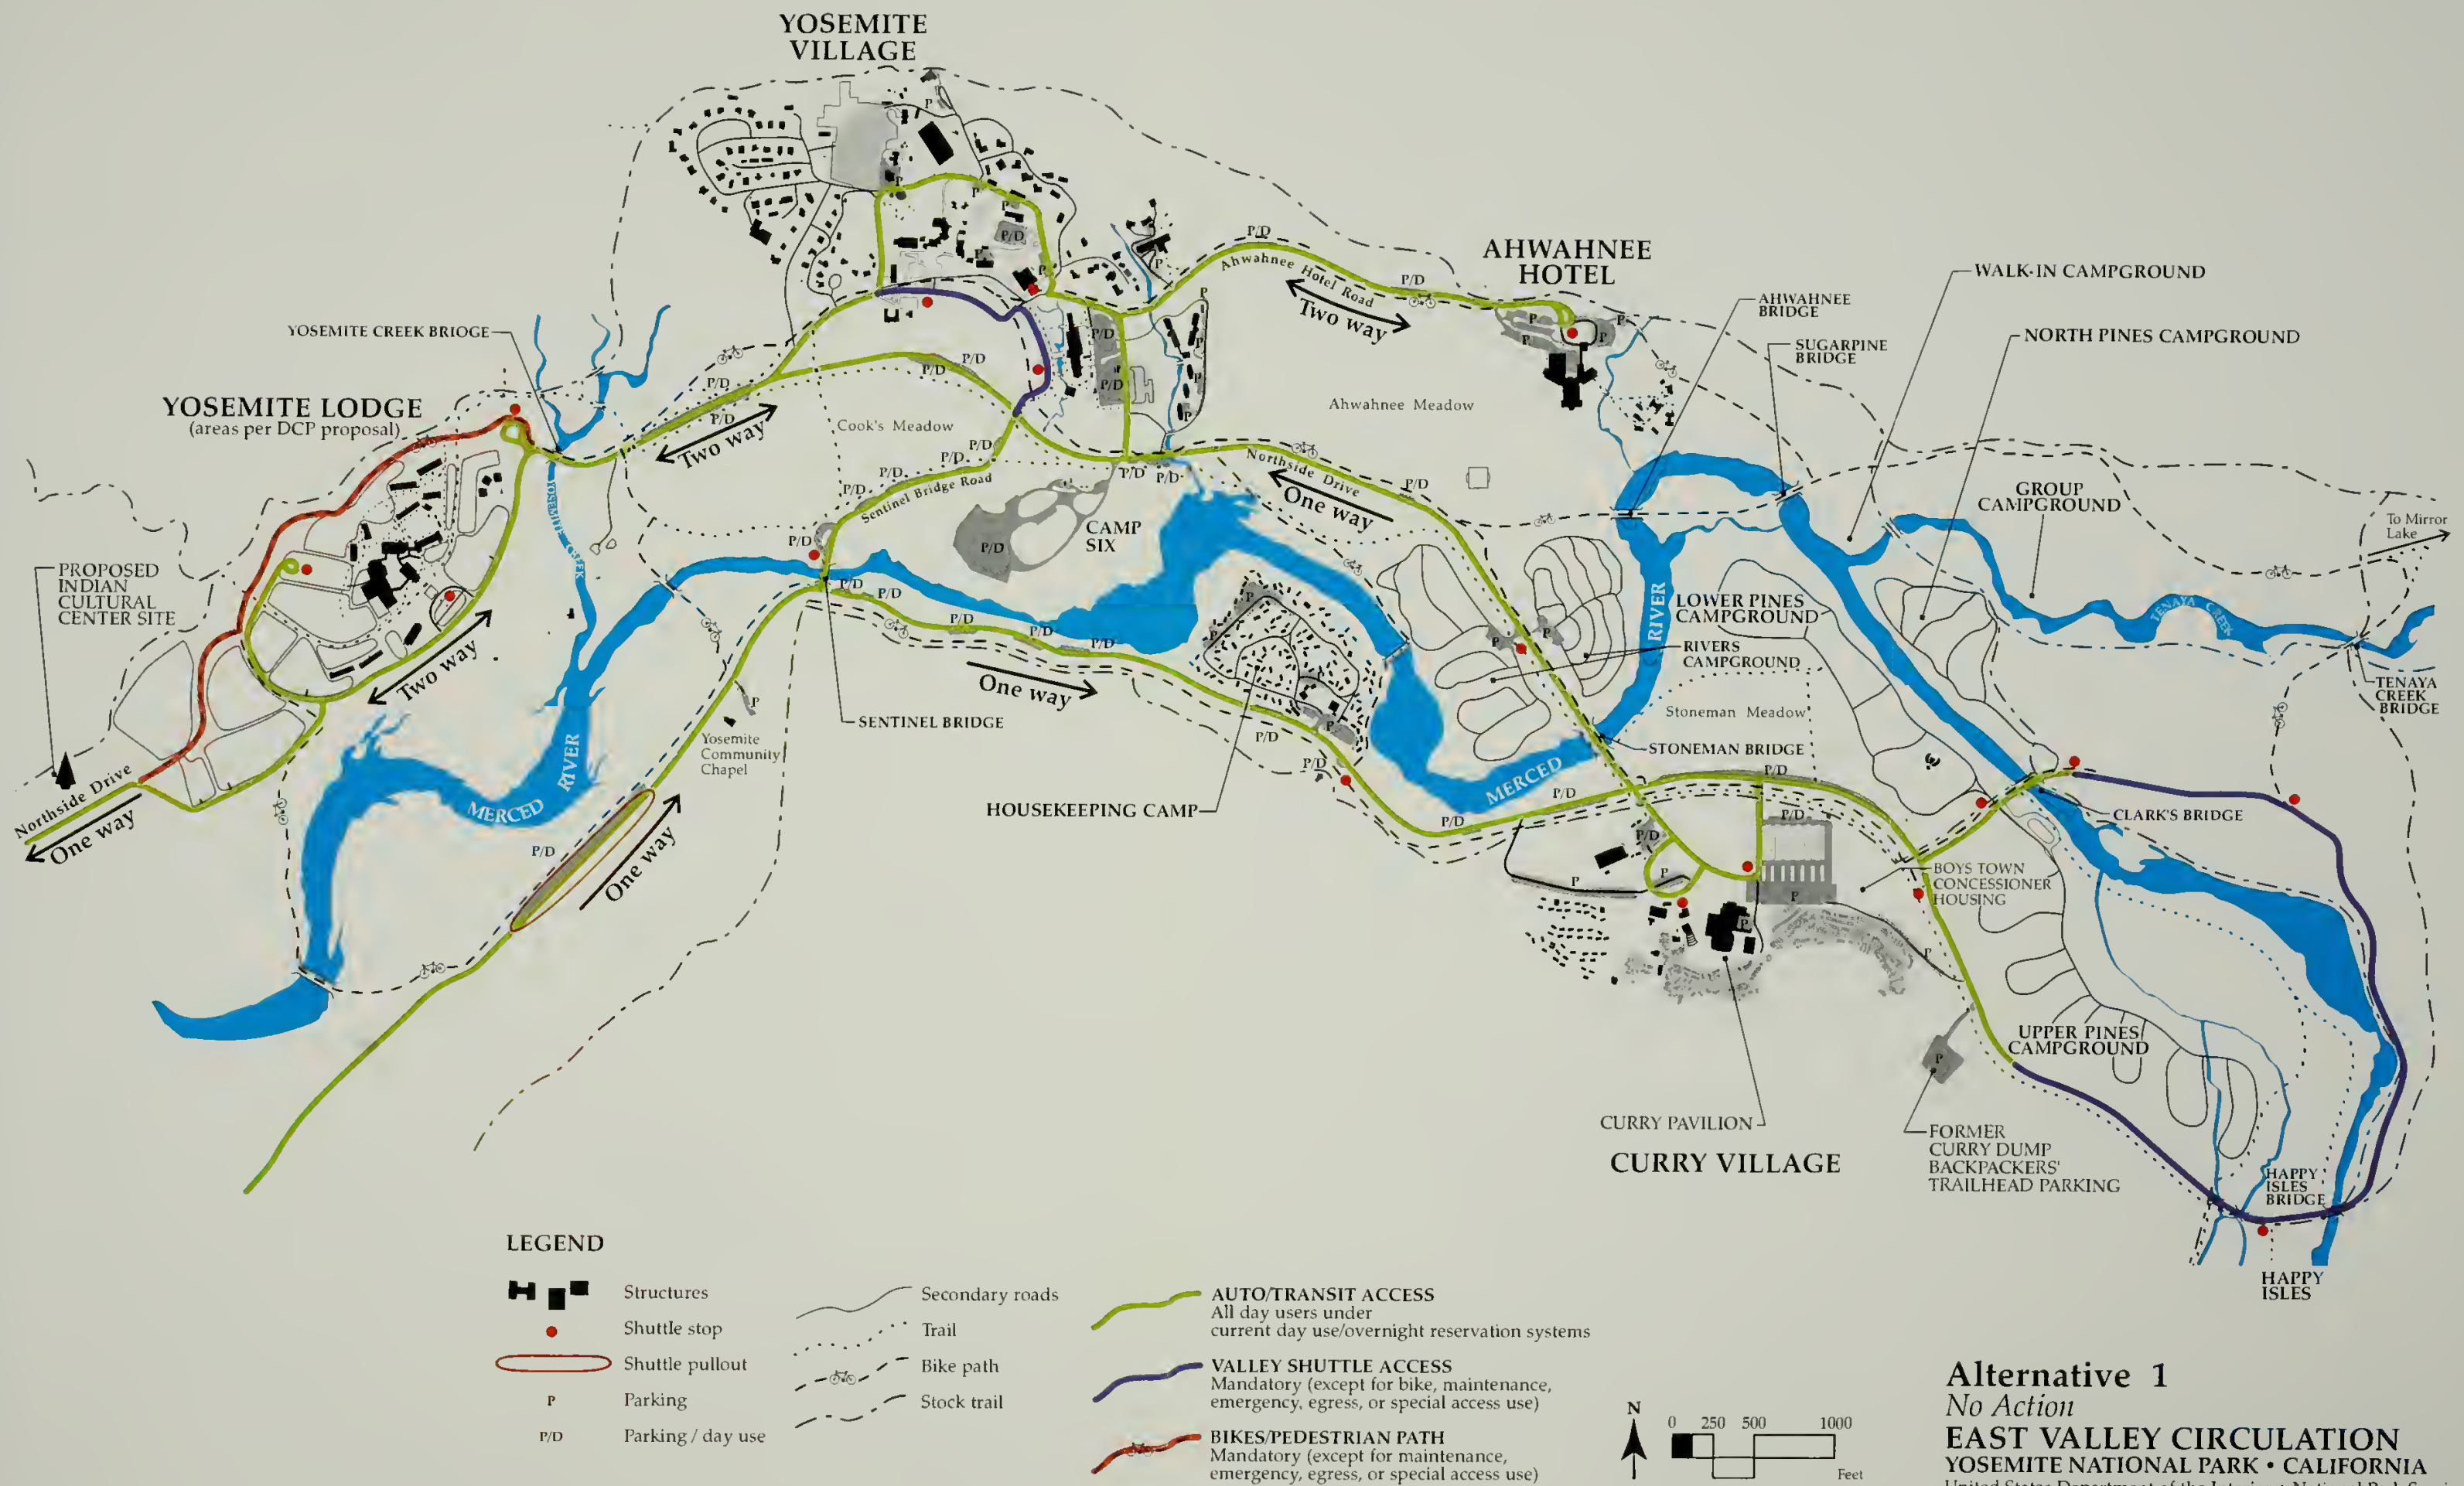 YOSEMITE
VILLAGE
P
P
P
P
P/D
P
P
P/D
Ahwahnee Hotel Road
P/D
Two way
AHWAHNEE
HOTEL
P
P
P
P
WALK-IN CAMPGROUND
AHWAHNEE
BRIDGE
NORTH PINES CAMPGROUND
SUGARPINE
BRIDGE
YOSEMITE CREEK BRIDGE
P
P
P/D
P/D
P
P
P
P/D
P/D
P/D
P/D
Two way
YOSEMITE LODGE
(areas per DCP proposal)
Cook's Meadow
Ahwahnee Meadow
P/D
P/D
P/D
P/D
Sentinel Bridge Road
P/D
P/D
Northside Drive
One way
P/D
GROUP
CAMPGROUND
To Mirror
Lake
YOSEMITE CREEK
CAMP
SIX
P/D
P/D
PROPOSED
INDIAN
CULTURAL
CENTER SITE
P/D
P/D
P/D
P/D
P/D
One way
P
P
P
P
P
LOWER PINES
CAMPGROUND
RIVER
RIVERS
CAMPGROUND
TENAYA CREEK
TENAYA
CREEK
BRIDGE
Two way
SENTINEL BRIDGE
P
Yosemite
Community
Chapel
P/D
P/D
Stoneman Meadow
STONEMAN BRIDGE
Northside Drive
One way
MERCED
RIVER
HOUSEKEEPING CAMP
MERCED
P/D
P/D
P/D
P/D
P/D
CLARK'S BRIDGE
P/D
One way
P
P
P
P
P
BOYS TOWN
CONCESSIONER
HOUSING
UPPER PINES
CAMPGROUND
P
CURRY PAVILION
CURRY VILLAGE
FORMER
CURRY DUMP
BACKPACKERS'
TRAILHEAD PARKING
HAPPY
ISLES
BRIDGE
HAPPY
ISLES
LEGEND
Structures
Shuttle stop
Shuttle pullout
P
Parking
P/D
Parking / day use
Secondary roads
Trail
Bike path
Stock trail
AUTO/TRANSIT ACCESS
All day users under
current day use/overnight reservation systems
VALLEY SHUTTLE ACCESS
Mandatory (except for bike, maintenance,
emergency, egress, or special access use)
BIKES/PEDESTRIAN PATH
Mandatory (except for maintenance,
emergency, egress, or special access use)
N
0 250 500 1000
Feet
Alternative 1
No Action
EAST VALLEY CIRCULATION
YOSEMITE NATIONAL PARK • CALIFORNIA